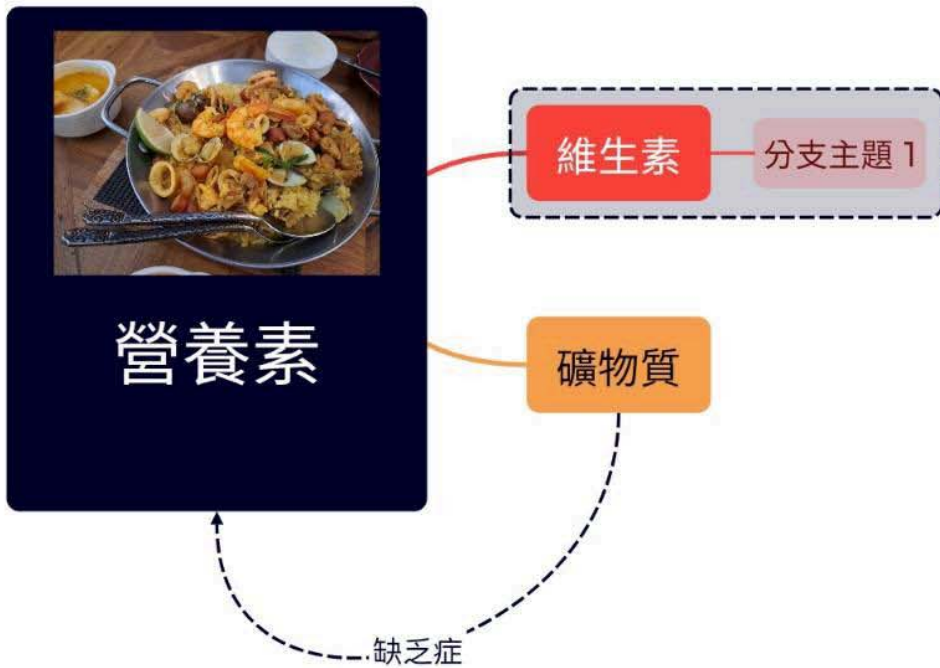 維生素
分支主題 1
營養素
礦物質
缺乏症